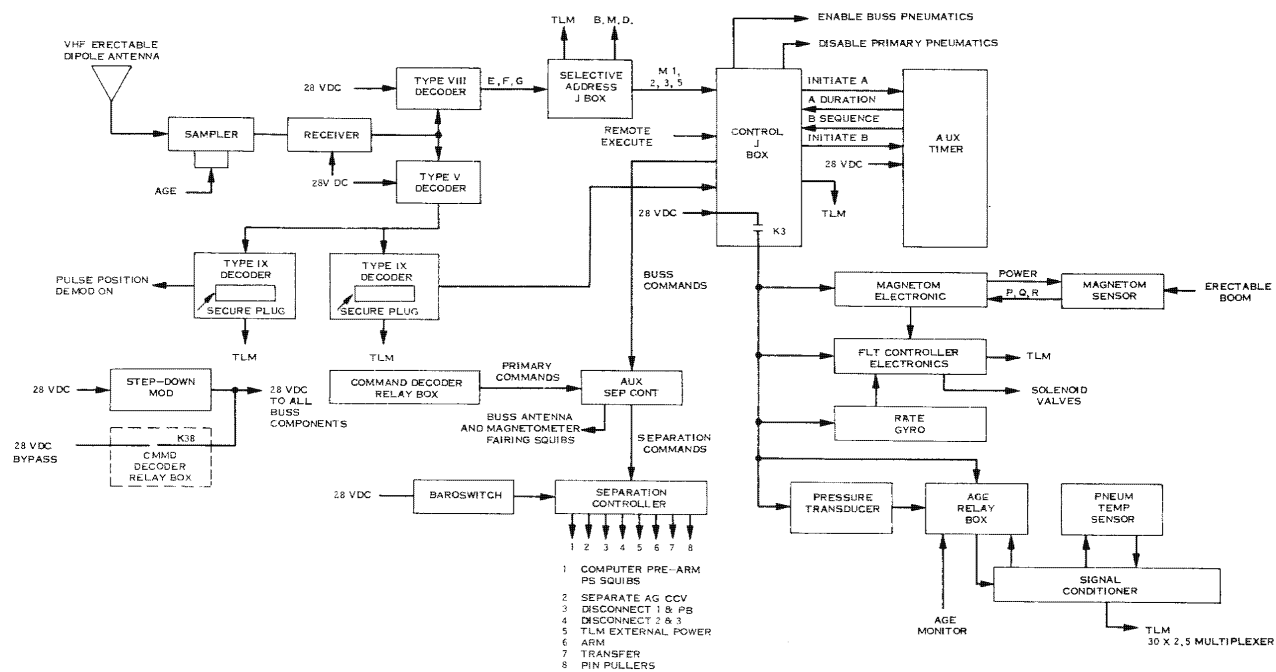 ENABLE BUSS PNEUMATICS
TLM
B.M.D.
DISABLE PRIMARY PNEUMATICS
VHF ERECTABLE
DIPOLE ANTENNA
28 VDC
TYPE VIII
DECODER
E, F, G
SELECTIVE
ADDRESS
J BOX
M 1,
2, 3, 5
INITIATE A
A DURATION
B SEQUENCE
INITIATE B
28 VDC
AUX
TIMER
CONTROL
J
BOX
REMOTE
EXECUTE
SAMPLER
RECEIVER
AGE
28V DC
TYPE V
DECODER
TLM
28 VDC
K3
PULSE POSITION
DEMOD ON
TYPE IX
DECODER
SECURE PLUG
TLM
TYPE IX
DECODER
SECURE PLUG
TLM
BUSS
COMMANDS
MAGNETOM
ELECTRONIC
POWER
P, Q, R
MAGNETOM
SENSOR
ERECTABLE
BOOM
FLT CONTROLLER
ELECTRONICS
TLM
SOLENOID
VALVES
RATE
GYRO
28 VDC
STEP-DOWN
MOD
28 VDC
TO ALL
BUSS
COMPONENTS
28 VDC
BYPASS
K38
CMMD
DECODER
RELAY BOX
COMMAND DECODER
RELAY BOX
PRIMARY
COMMANDS
AUX
SEP CONT
BUSS ANTENNA
AND MAGNETOMETER
FAIRING SQUIBS
SEPARATION
COMMANDS
28 VDC
BAROSWITCH
SEPARATION
CONTROLLER
PRESSURE
TRANSDUCER
AGE
RELAY
BOX
PNEUM
TEMP
SENSOR
SIGNAL
CONDITIONER
AGE
MONITOR
TLM
30 X 2.5 MULTIPLEXER
1 2 3 4 5 6 7 8
1 COMPUTER PRE-ARM
PS SQUIBS
2 SEPARATE AG CCV
3 DISCONNECT 1 & PB
4 DISCONNECT 2 & 3
5 TLM EXTERNAL POWER
6 ARM
7 TRANSFER
8 PIN PULLERS